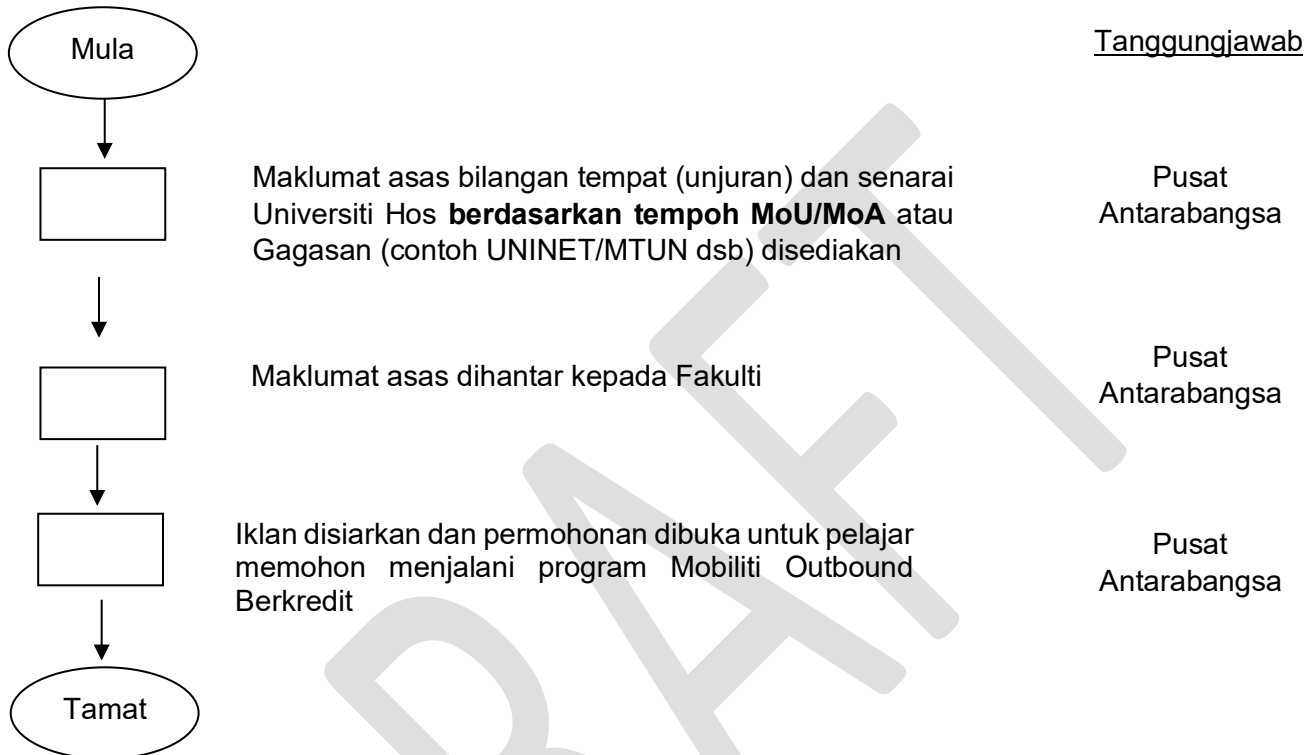 Mula
Tanggungjawab
Maklumat asas bilangan tempat (unjuran) dan senarai
Universiti Hos berdasarkan tempoh MoU/MoA atau
Gagasan (contoh UNINET/MTUN dsb) disediakan
Pusat
Antarabangsa
Maklumat asas dihantar kepada Fakulti
Pusat
Antarabangsa
Iklan disiarkan dan permohonan dibuka untuk pelajar
memohon menjalani program Mobiliti Outbound
Berkredit
Pusat
Antarabangsa
Tamat